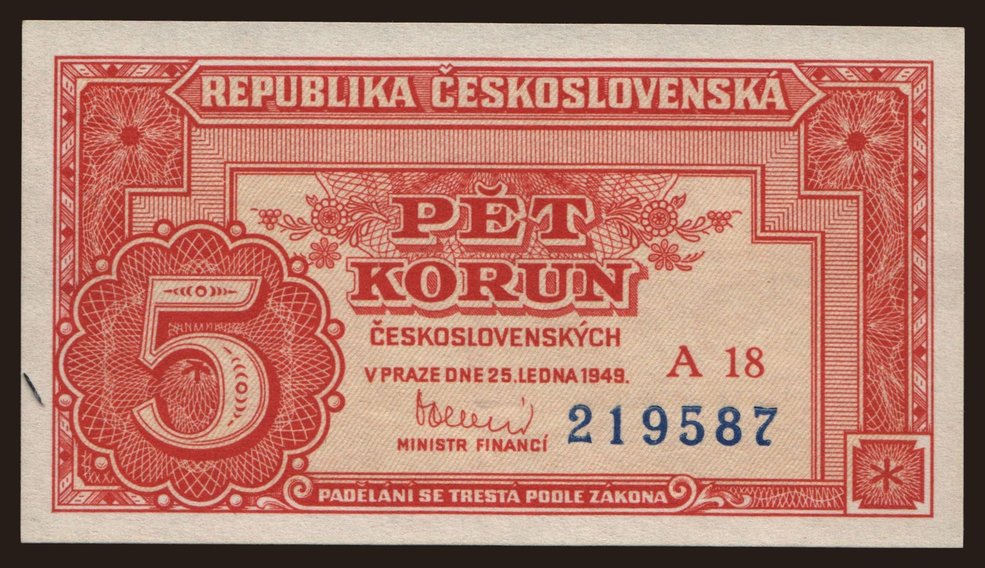 REPUBLIKA ČESKOSLOVENSKÁ
PĚT
KORUN
ČESKOSLOVENSKÝCH
V PRAZE DNE 25. LEDNA 1949.
A 18
219587
MINISTR FINANCÍ
5
PADĚLÁNÍ SE TRESTÁ PODLE ZÁKONA